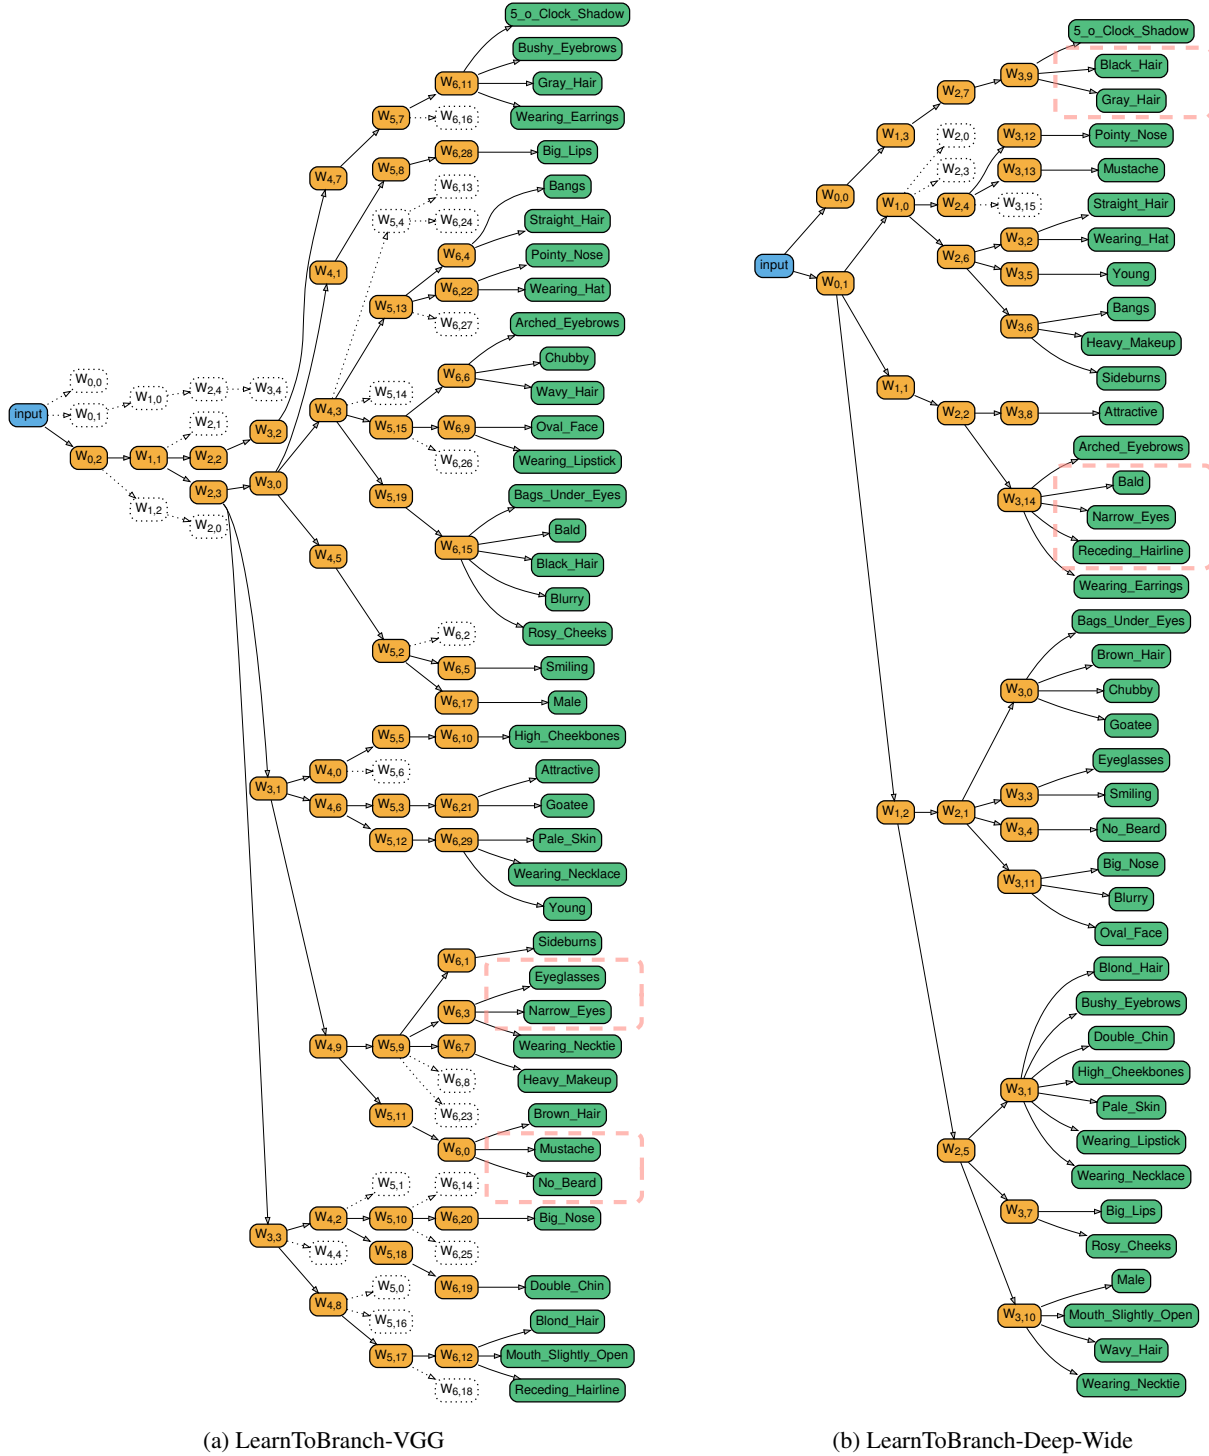 5_o_Clock_Shadow
Bushy_Eyebrows
W6,11
Gray_Hair
W5,7
W6,16
Wearing_Earrings
W5,8
W6,28
Big_Lips
W4,7
W6,13
Bangs
W5,4
W6,24
Straight_Hair
W6,4
Pointy_Nose
W4,1
W6,22
Wearing_Hat
W5,13
W6,27
Arched_Eyebrows
Chubby
W6,6
W0,0
W1,0
W2,4
W3,4
W5,14
Wavy_Hair
input
W0,1
W4,3
W2,1
W3,2
W5,15
W6,9
Oval_Face
W0,2
W1,1
W2,2
W6,26
Wearing_Lipstick
W3,0
W2,3
W5,19
Bags_Under_Eyes
W1,2
W2,0
Bald
W6,15
W4,5
Black_Hair
Blurry
W6,2
Rosy_Cheeks
W5,2
W6,5
Smiling
W6,17
Male
W5,5
W6,10
High_Cheekbones
W4,0
W5,6
Attractive
W3,1
W4,6
W5,3
W6,21
Goatee
W5,12
W6,29
Pale_Skin
Wearing_Necklace
Young
Sideburns
W6,1
Eyeglasses
W6,3
Narrow_Eyes
W4,9
W5,9
W6,7
Wearing_Necktie
W6,8
Heavy_Makeup
W5,11
W6,23
Brown_Hair
W6,0
Mustache
W5,1
W6,14
No_Beard
W4,2
W5,10
W6,20
Big_Nose
W3,3
W4,4
W5,18
W6,25
W5,0
W6,19
Double_Chin
W4,8
W5,16
Blond_Hair
W5,17
W6,12
Mouth_Slightly_Open
W6,18
Receding_Hairline
(a) LearnToBranch-VGG
5_o_Clock_Shadow
W3,9
Black_Hair
W2,7
Gray_Hair
W1,3
W2,0
W3,12
Pointy_Nose
W2,3
W3,13
Mustache
W0,0
W1,0
W2,4
W3,15
Straight_Hair
W3,2
Wearing_Hat
input
W2,6
W0,1
W3,5
Young
Bangs
W3,6
Heavy_Makeup
W1,1
Sideburns
W2,2
W3,8
Attractive
Arched_Eyebrows
Bald
W3,14
Narrow_Eyes
Receding_Hairline
Wearing_Earrings
Bags_Under_Eyes
Brown_Hair
W3,0
Chubby
Goatee
Eyeglasses
W3,3
Smiling
W1,2
W2,1
W3,4
No_Beard
Big_Nose
W3,11
Blurry
Oval_Face
Blond_Hair
Bushy_Eyebrows
Double_Chin
High_Cheekbones
W3,1
Pale_Skin
W2,5
Wearing_Lipstick
Wearing_Necklace
W3,7
Big_Lips
Rosy_Cheeks
Male
W3,10
Mouth_Slightly_Open
Wavy_Hair
Wearing_Necktie
(b) LearnToBranch-Deep-Wide